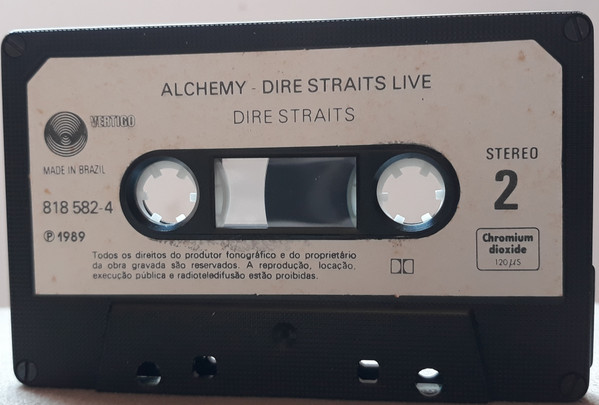 ALCHEMY - DIRE STRAITS LIVE
DIRE STRAITS
VERTIGO
MADE IN BRAZIL
818 582-4
℗ 1989
STEREO
2
Chromium
dioxide
120 µS
Todos os direitos do produtor fonográfico e do proprietário
da obra gravada são reservados. A reprodução, locação,
execução pública e radioteledifusão estão proibidas.